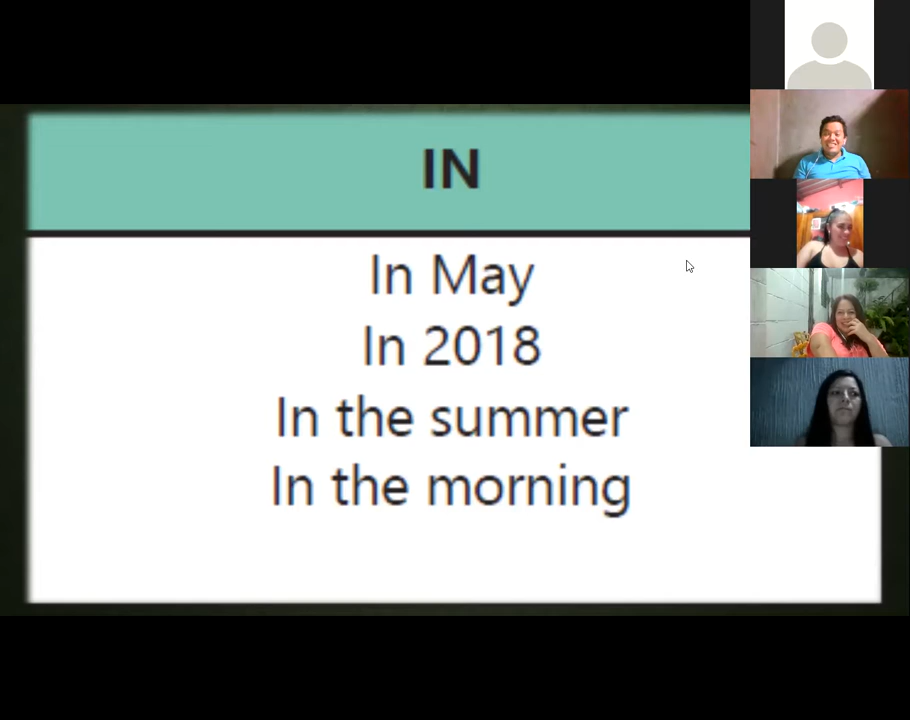 IN
In May
In 2018
In the summer
In the morning